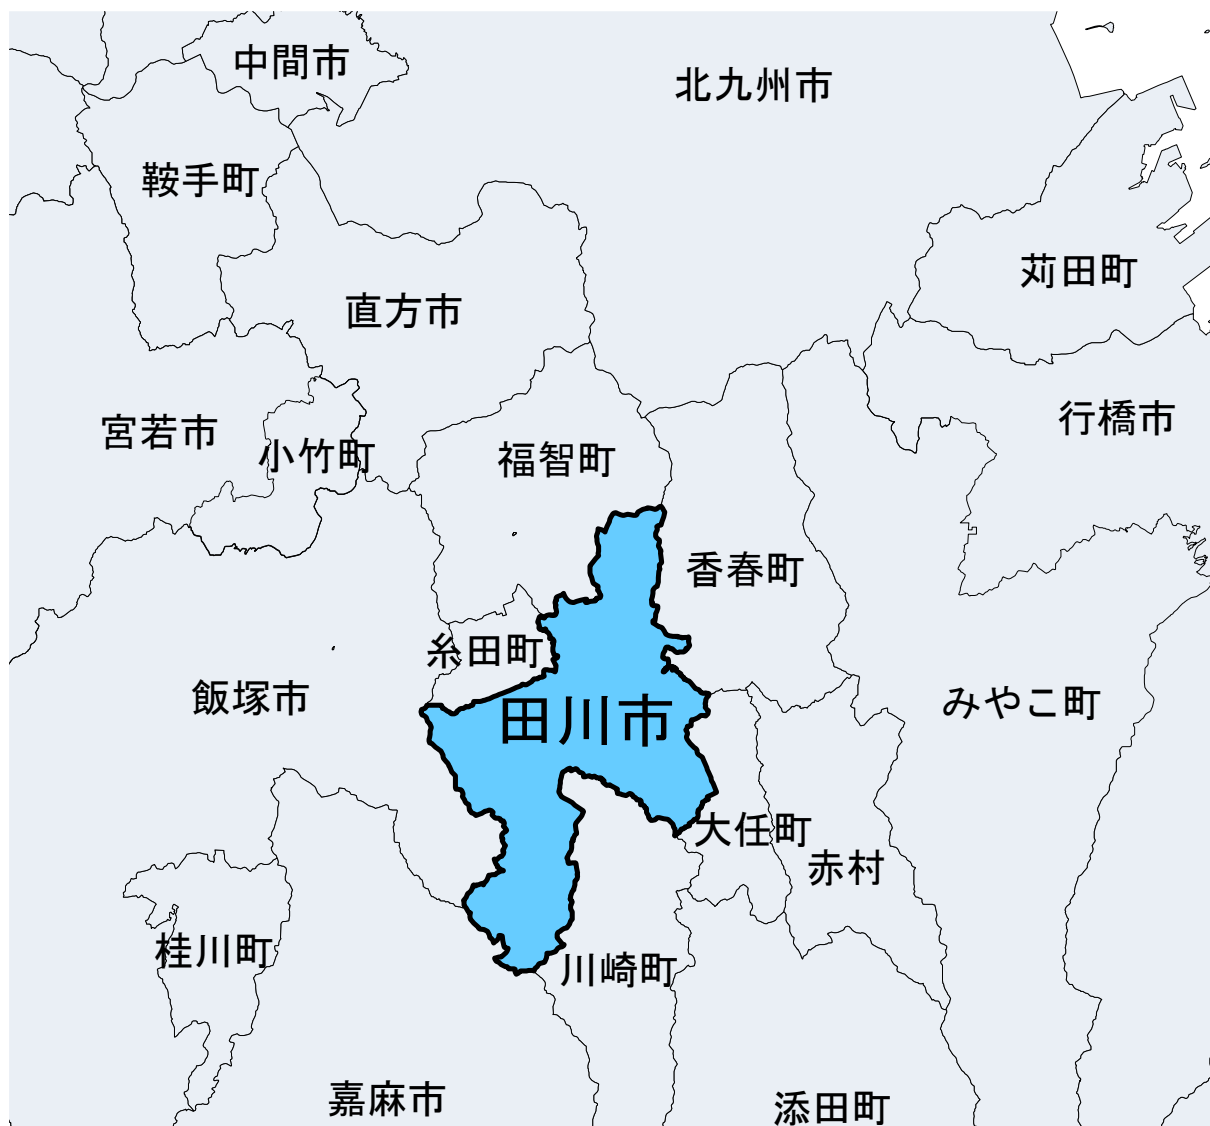 中間市
北九州市
鞍手町
苅田町
直方市
行橋市
宮若市
小竹町
福智町
香春町
糸田町
飯塚市
みやこ町
田川市
大任町
赤村
桂川町
川崎町
嘉麻市
添田町